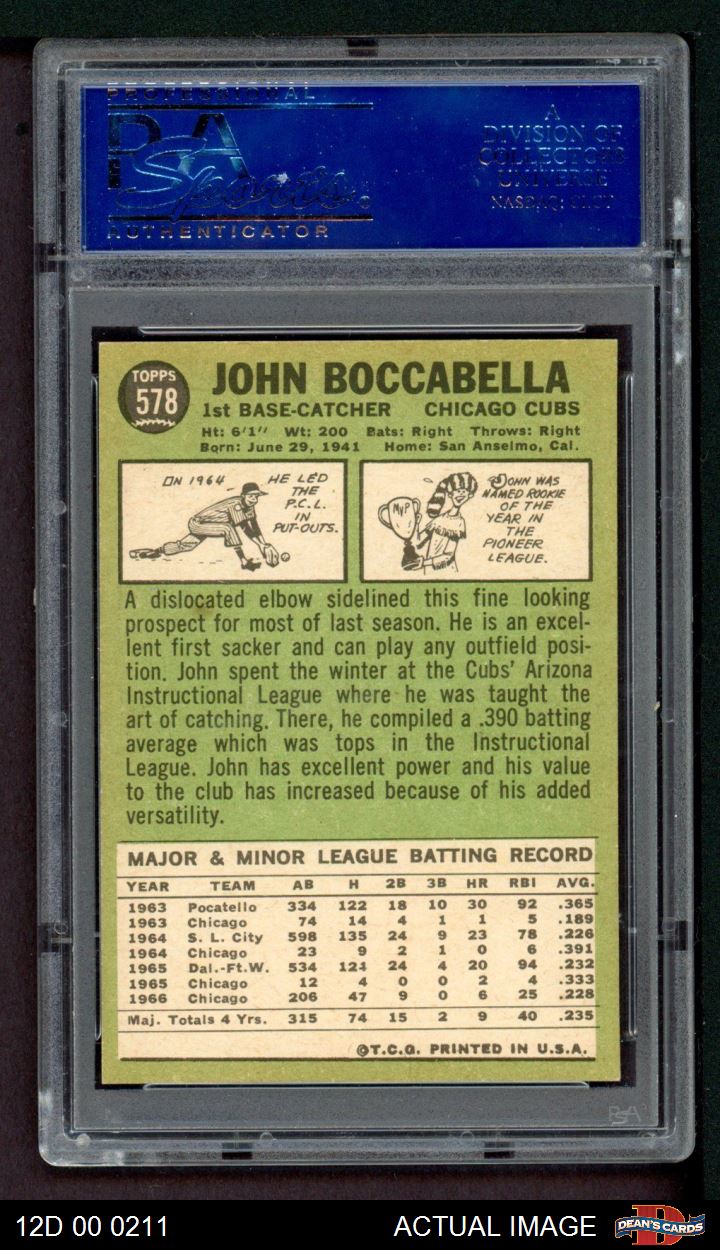 PROFESSIONAL
PSA
Sports
AUTHENTICATOR
A
DIVISION OF
COLLECTORS
UNIVERSE
NASDAQ: CLCT
TOPPS
578
JOHN BOCCABELLA
1st BASE-CATCHER CHICAGO CUBS
Ht: 6'1" Wt: 200 Bats: Right Throws: Right
Born: June 29, 1941 Home: San Anselmo, Cal.
IN 1964 HE LED
THE
P.C.L.
IN
PUT-OUTS.
MVP
JOHN WAS
NAMED ROOKIE
OF THE
YEAR IN
THE
PIONEER
LEAGUE.
A dislocated elbow sidelined this fine looking
prospect for most of last season. He is an excel-
lent first sacker and can play any outfield posi-
tion. John spent the winter at the Cubs' Arizona
Instructional League where he was taught the
art of catching. There, he compiled a .390 batting
average which was tops in the Instructional
League. John has excellent power and his value
to the club has increased because of his added
versatility.
MAJOR & MINOR LEAGUE BATTING RECORD
YEAR TEAM AB H 2B 3B HR RBI AVG.
1963 Pocatello 334 122 18 10 30 92 .365
1963 Chicago 74 14 4 1 1 5 .189
1964 S. L. City 598 135 24 9 23 78 .226
1964 Chicago 23 9 2 1 0 6 .391
1965 Dal.-Ft.W. 534 124 24 4 20 94 .232
1965 Chicago 12 4 0 0 2 4 .333
1966 Chicago 206 47 9 0 6 25 .228
Maj. Totals 4 Yrs. 315 74 15 2 9 40 .235
©T.C.G. PRINTED IN U.S.A.
PSA
12D 00 0211 ACTUAL IMAGE
DEAN'S CARDS